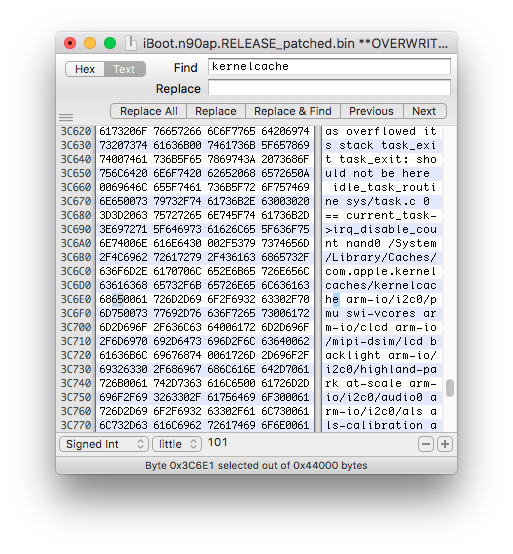 iBoot.n90ap.RELEASE_patched.bin **OVERWRIT...
Hex Text Find kernelcache
Replace
Replace All Replace Replace & Find Previous Next
3C620 6173206F 76657266 6C6F7765 64206974 as overflowed it
3C630 73207374 61636B00 7461736B 5F657869 s stack task_exi
3C640 74007461 736B5F65 7869743A 2073686F t task_exit: sho
3C650 756C6420 6E6F7420 62652068 6572650A uld not be here
3C660 0069646C 655F7461 736B5F72 6F757469 idle_task_routi
3C670 6E650073 79732F74 61736B2E 63003020 ne sys/task.c 0
3C680 3D3D2063 75727265 6E745F74 61736B2D == current_task-
3C690 3E697271 5F646973 61626C65 5F636F75 >irq_disable_cou
3C6A0 6E74006E 616E6430 002F5379 7374656D nt nand0 /System
3C6B0 2F4C6962 72617279 2F436163 6865732F /Library/Caches/
3C6C0 636F6D2E 6170706C 652E6B65 726E656C com.apple.kernel
3C6D0 63616368 65732F6B 65726E65 6C636163 caches/kernelcac
3C6E0 68650061 726D2D69 6F2F6932 63302F70 he arm-io/i2c0/p
3C6F0 6D750073 77692D76 636F7265 73006172 mu swi-vcores ar
3C700 6D2D696F 2F636C63 64006172 6D2D696F m-io/clcd arm-io
3C710 2F6D6970 692D6473 696D2F6C 63640062 /mipi-dsim/lcd b
3C720 61636B6C 69676874 0061726D 2D696F2F acklight arm-io/
3C730 69326330 2F686967 686C616E 642D7061 i2c0/highland-pa
3C740 726B0061 742D7363 616C6500 61726D2D rk at-scale arm-
3C750 696F2F69 3263302F 61756469 6F300061 io/i2c0/audio0 a
3C760 726D2D69 6F2F6932 63302F61 6C730061 rm-io/i2c0/als a
3C770 6C732D63 616C6962 72617469 6F6E0061 ls-calibration a
Signed Int little 101
Byte 0x3C6E1 selected out of 0x44000 bytes